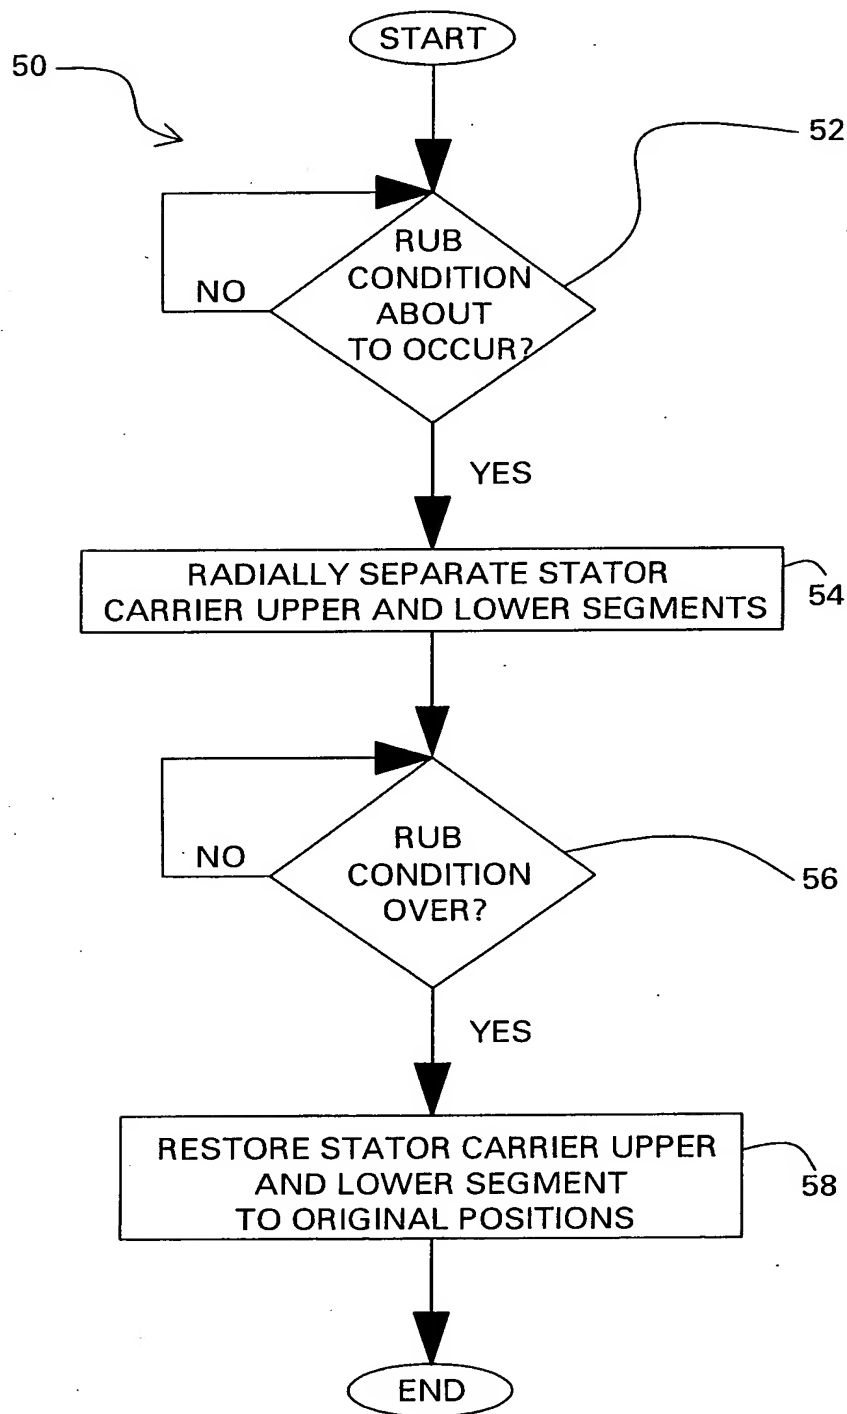 START
50
52
RUB
CONDITION
ABOUT
TO OCCUR?
NO
YES
RADIALLY SEPARATE STATOR
CARRIER UPPER AND LOWER SEGMENTS
54
RUB
CONDITION
OVER?
NO
56
YES
RESTORE STATOR CARRIER UPPER
AND LOWER SEGMENT
TO ORIGINAL POSITIONS
58
END